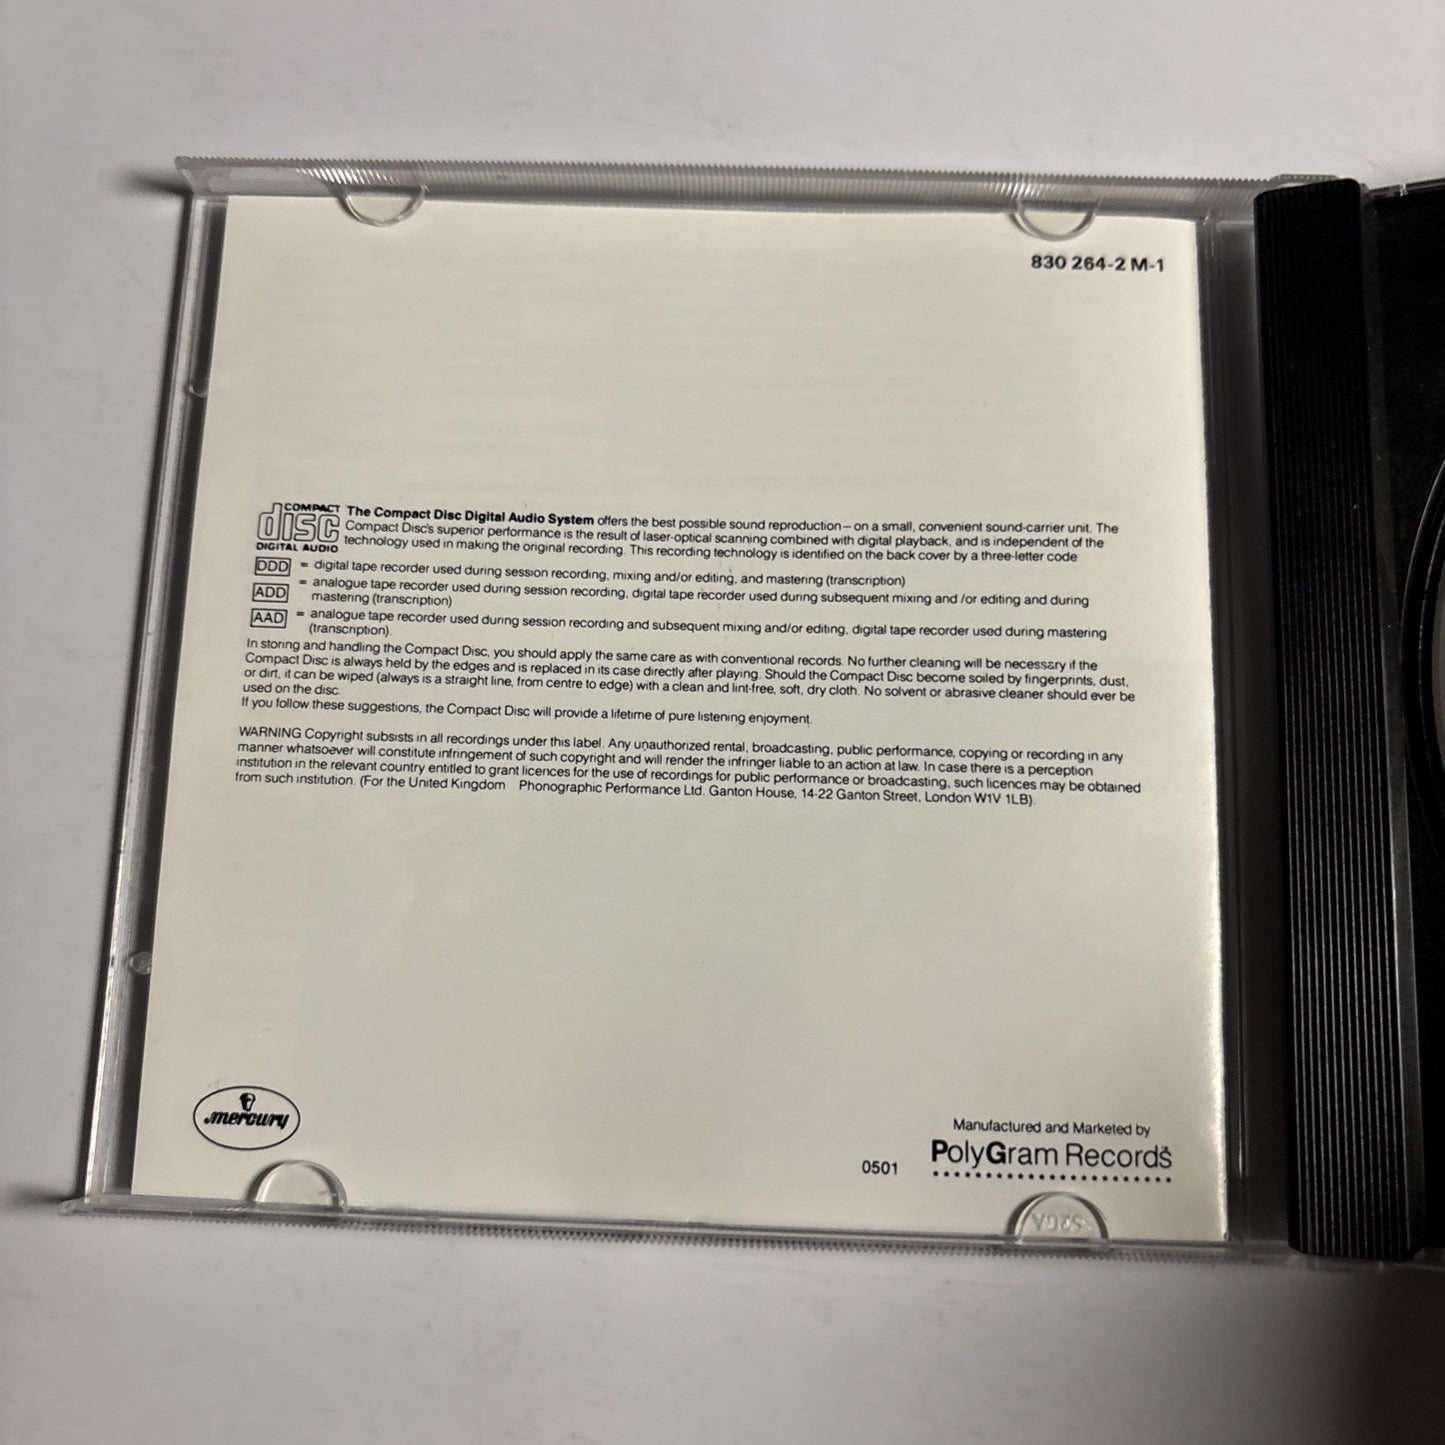 830 264-2 M-1
COMPACT
disc
DIGITAL AUDIO
The Compact Disc Digital Audio System offers the best possible sound reproduction — on a small, convenient sound-carrier unit. The
Compact Disc's superior performance is the result of laser-optical scanning combined with digital playback, and is independent of the
technology used in making the original recording. This recording technology is identified on the back cover by a three-letter code
DDD = digital tape recorder used during session recording, mixing and/or editing, and mastering (transcription)
ADD = analogue tape recorder used during session recording, digital tape recorder used during subsequent mixing and /or editing and during
mastering (transcription)
AAD = analogue tape recorder used during session recording and subsequent mixing and/or editing, digital tape recorder used during mastering
(transcription).
In storing and handling the Compact Disc, you should apply the same care as with conventional records. No further cleaning will be necessary if the
Compact Disc is always held by the edges and is replaced in its case directly after playing. Should the Compact Disc become soiled by fingerprints, dust,
or dirt, it can be wiped (always is a straight line, from centre to edge) with a clean and lint-free, soft, dry cloth. No solvent or abrasive cleaner should ever be
used on the disc.
If you follow these suggestions, the Compact Disc will provide a lifetime of pure listening enjoyment.
WARNING Copyright subsists in all recordings under this label. Any unauthorized rental, broadcasting, public performance, copying or recording in any
manner whatsoever will constitute infringement of such copyright and will render the infringer liable to an action at law. In case there is a perception
institution in the relevant country entitled to grant licences for the use of recordings for public performance or broadcasting, such licences may be obtained
from such institution. (For the United Kingdom Phonographic Performance Ltd. Ganton House, 14-22 Ganton Street, London W1V 1LB).
mercury
0501
Manufactured and Marketed by
PolyGram Records